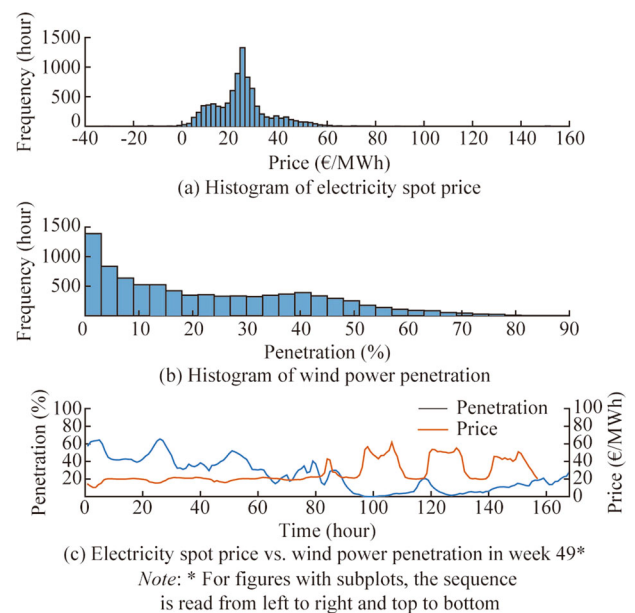 Frequency (hour)
1500
1000
500
0
-40 -20 0 20 40 60 80 100 120 140 160
Price (€/MWh)
(a) Histogram of electricity spot price
Frequency (hour)
1500
1000
500
0 10 20 30 40 50 60 70 80 90
Penetration (%)
(b) Histogram of wind power penetration
Penetration (%)
100
80
60
40
20
Penetration
Price
100
80
60
40
20
0
Price (€/MWh)
0 20 40 60 80 100 120 140 160
Time (hour)
(c) Electricity spot price vs. wind power penetration in week 49*
Note: * For figures with subplots, the sequence
is read from left to right and top to bottom